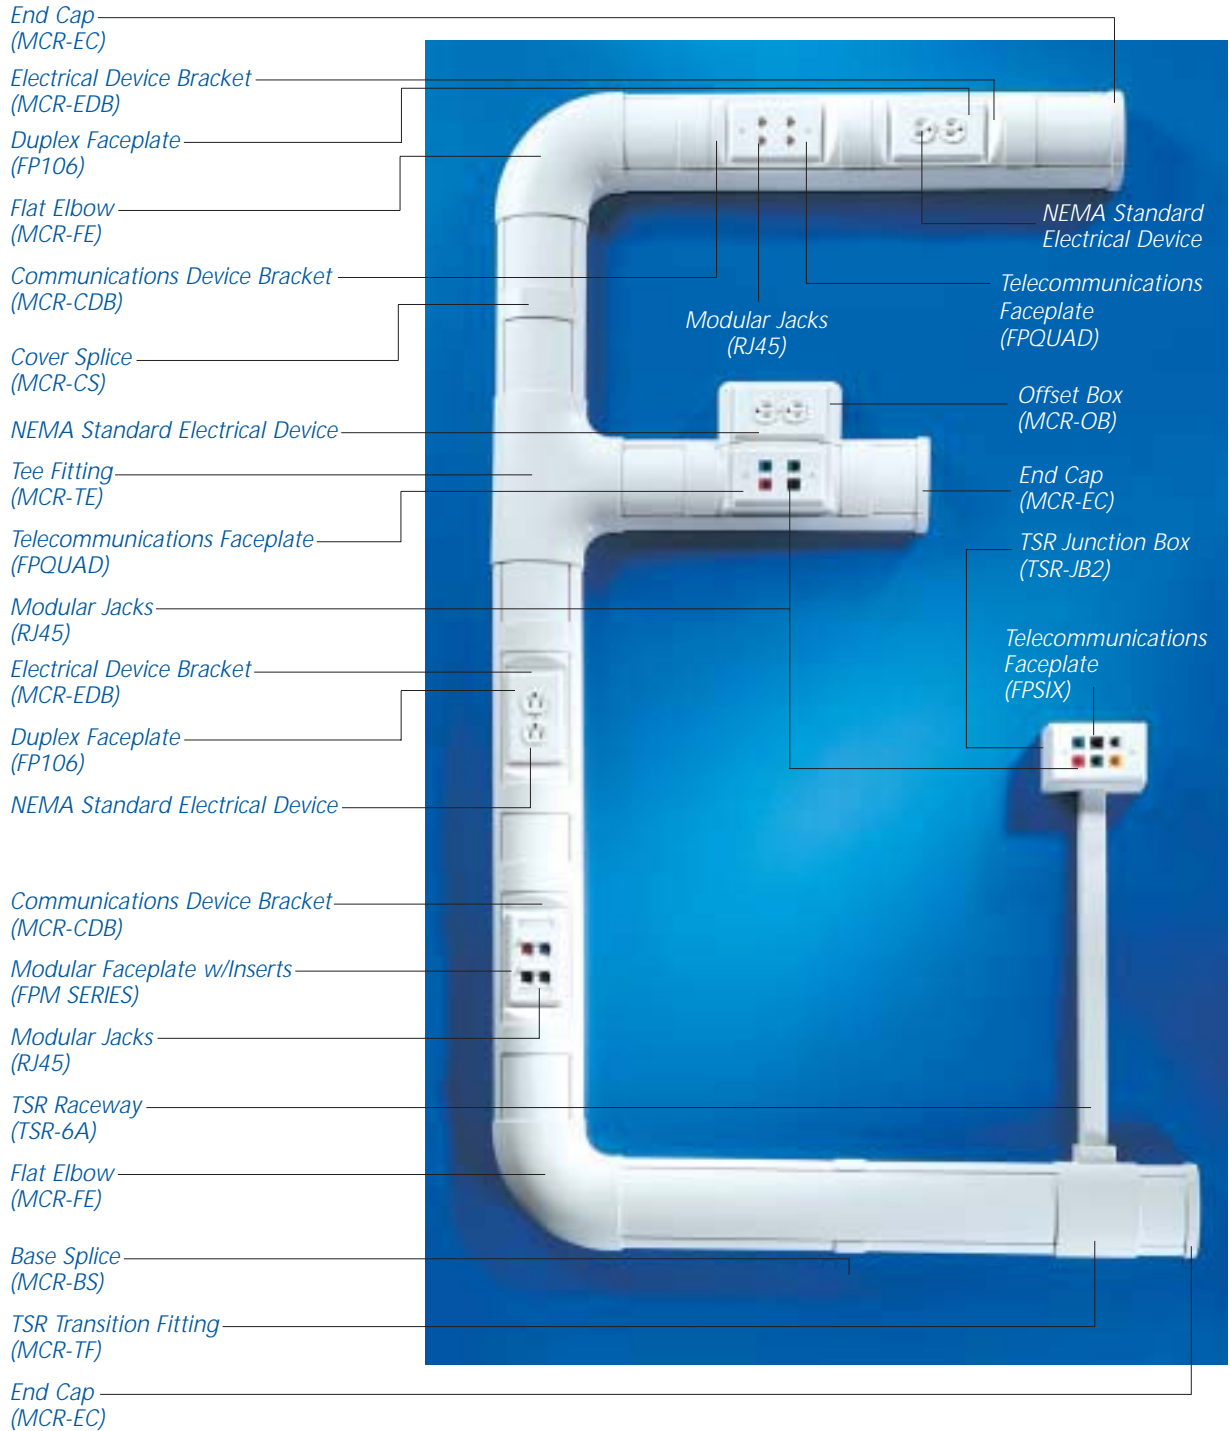 End Cap
(MCR-EC)
Electrical Device Bracket
(MCR-EDB)
Duplex Faceplate
(FP106)
Flat Elbow
(MCR-FE)
Communications Device Bracket
(MCR-CDB)
Cover Splice
(MCR-CS)
NEMA Standard Electrical Device
Tee Fitting
(MCR-TE)
Telecommunications Faceplate
(FPQUAD)
Modular Jacks
(RJ45)
Electrical Device Bracket
(MCR-EDB)
Duplex Faceplate
(FP106)
NEMA Standard Electrical Device
Communications Device Bracket
(MCR-CDB)
Modular Faceplate w/Inserts
(FPM SERIES)
Modular Jacks
(RJ45)
TSR Raceway
(TSR-6A)
Flat Elbow
(MCR-FE)
Base Splice
(MCR-BS)
TSR Transition Fitting
(MCR-TF)
End Cap
(MCR-EC)
NEMA Standard
Electrical Device
Telecommunications
Faceplate
(FPQUAD)
Modular Jacks
(RJ45)
Offset Box
(MCR-OB)
End Cap
(MCR-EC)
TSR Junction Box
(TSR-JB2)
Telecommunications
Faceplate
(FPSIX)